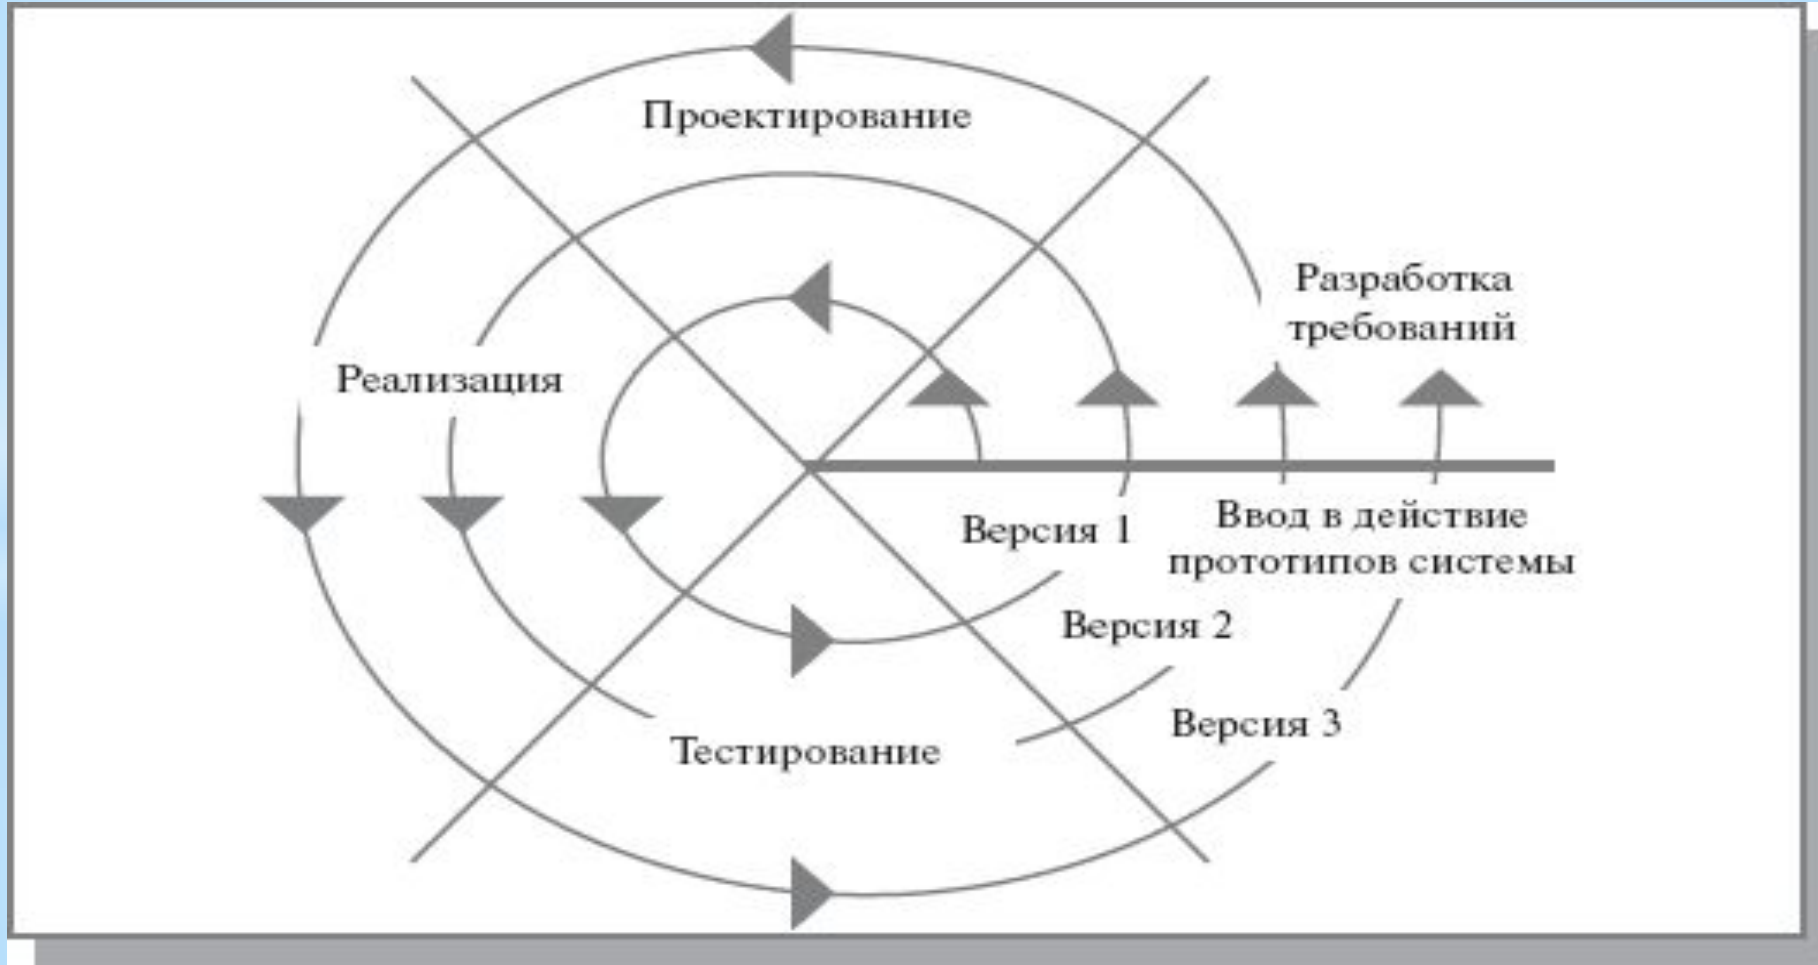 Проектирование
Разработка
требований
Реализация
Версия 1
Ввод в действие
прототипов системы
Версия 2
Версия 3
Тестирование